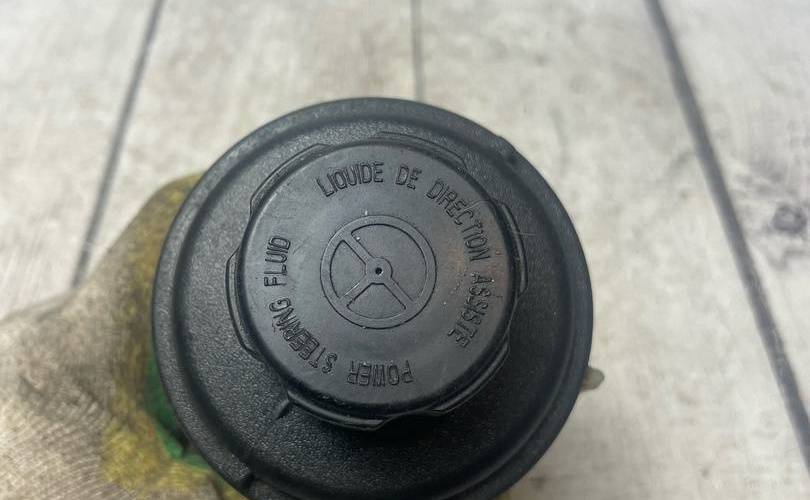 LIQUIDE DE DIRECTION ASSISTE
POWER STEERING FLUID